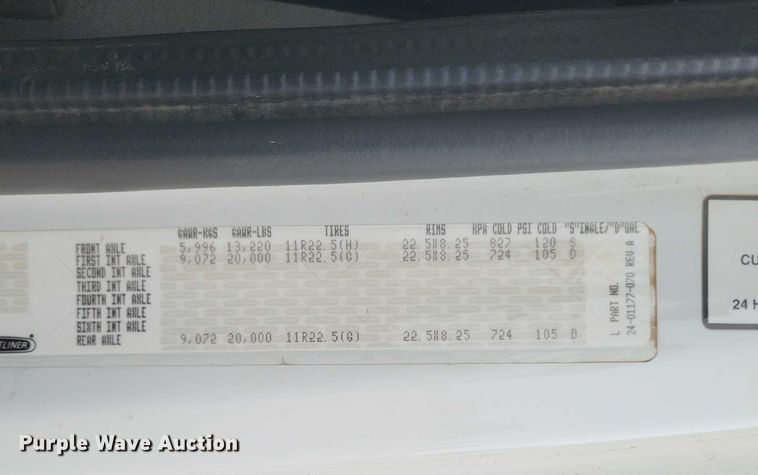 GAWR-KGS GAWR-LBS TIRES RIMS KPA COLD PSI COLD "S"INGLE/"D"UAL
FRONT AXLE 5,996 13,220 11R22.5(H) 22.5X8.25 827 120 S
FIRST INT AXLE 9,072 20,000 11R22.5(G) 22.5X8.25 724 105 D
SECOND INT AXLE
THIRD INT AXLE
FOURTH INT AXLE
FIFTH INT AXLE
SIXTH INT AXLE
REAR AXLE 9,072 20,000 11R22.5(G) 22.5X8.25 724 105 D
L PART NO.
24-01177-070 REV A
TLINER
CU
24 H
Purple Wave Auction